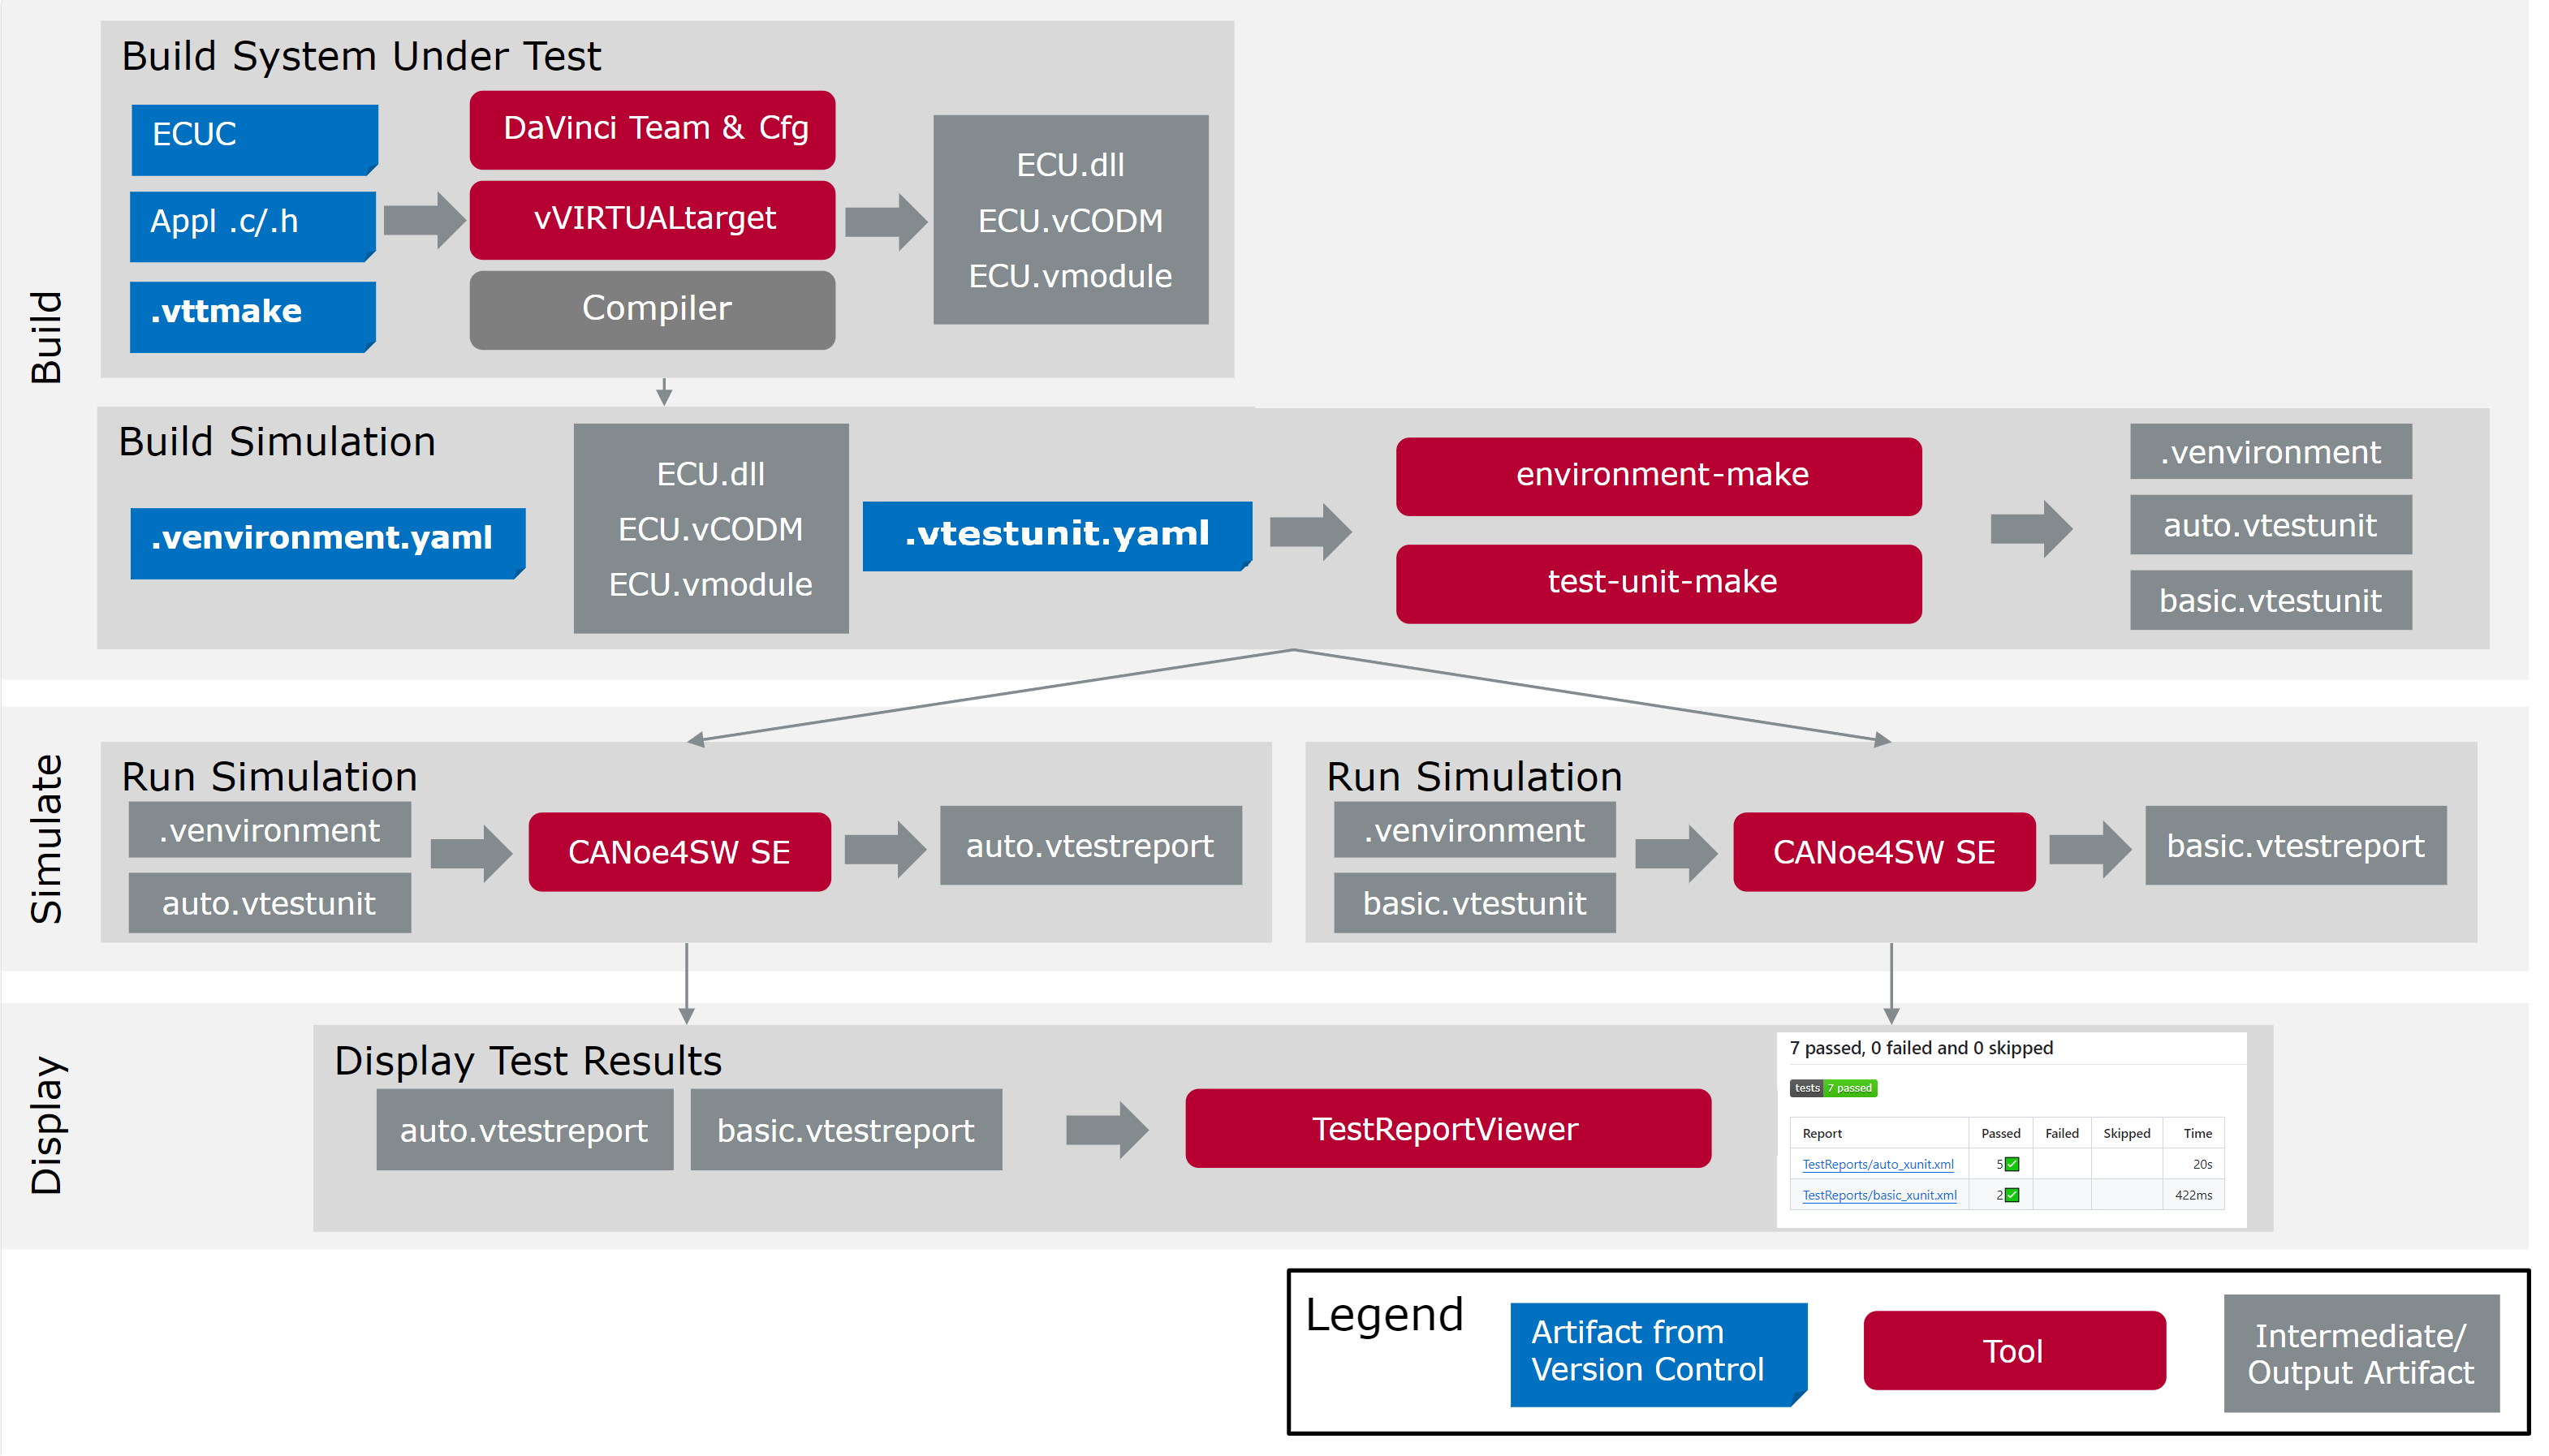 Build
Build System Under Test
ECUC
Appl .c/.h
.vttmake
DaVinci Team & Cfg
vVIRTUALtarget
Compiler
ECU.dll
ECU.vCODM
ECU.vmodule
Build Simulation
.venvironment.yaml
ECU.dll
ECU.vCODM
ECU.vmodule
.vtestunit.yaml
environment-make
test-unit-make
.venvironment
auto.vtestunit
basic.vtestunit
Simulate
Run Simulation
.venvironment
auto.vtestunit
CANoe4SW SE
auto.vtestreport
Run Simulation
.venvironment
basic.vtestunit
CANoe4SW SE
basic.vtestreport
Display
Display Test Results
auto.vtestreport
basic.vtestreport
TestReportViewer
7 passed, 0 failed and 0 skipped
tests 7 passed
Report Passed Failed Skipped Time
TestReports/auto_xunit.xml 5✅ 20s
TestReports/basic_xunit.xml 2✅ 422ms
Legend
Artifact from
Version Control
Tool
Intermediate/
Output Artifact